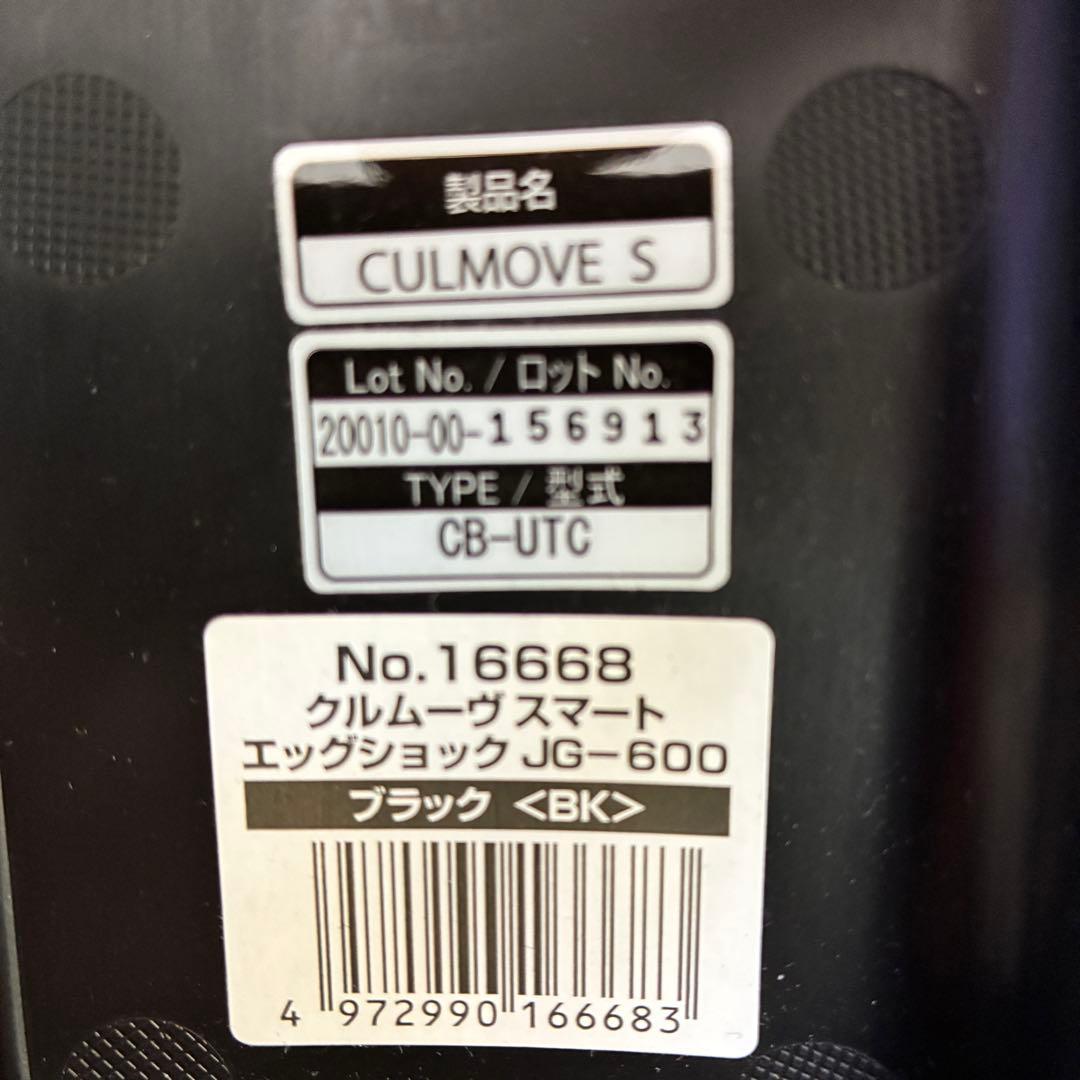 製品名
CULMOVE S
Lot No. / ロット No.
20010-00-156913
TYPE / 型式
CB-UTC
No.16668
クルムーヴ スマート
エッグショック JG-600
ブラック <BK>
4 972990 166683